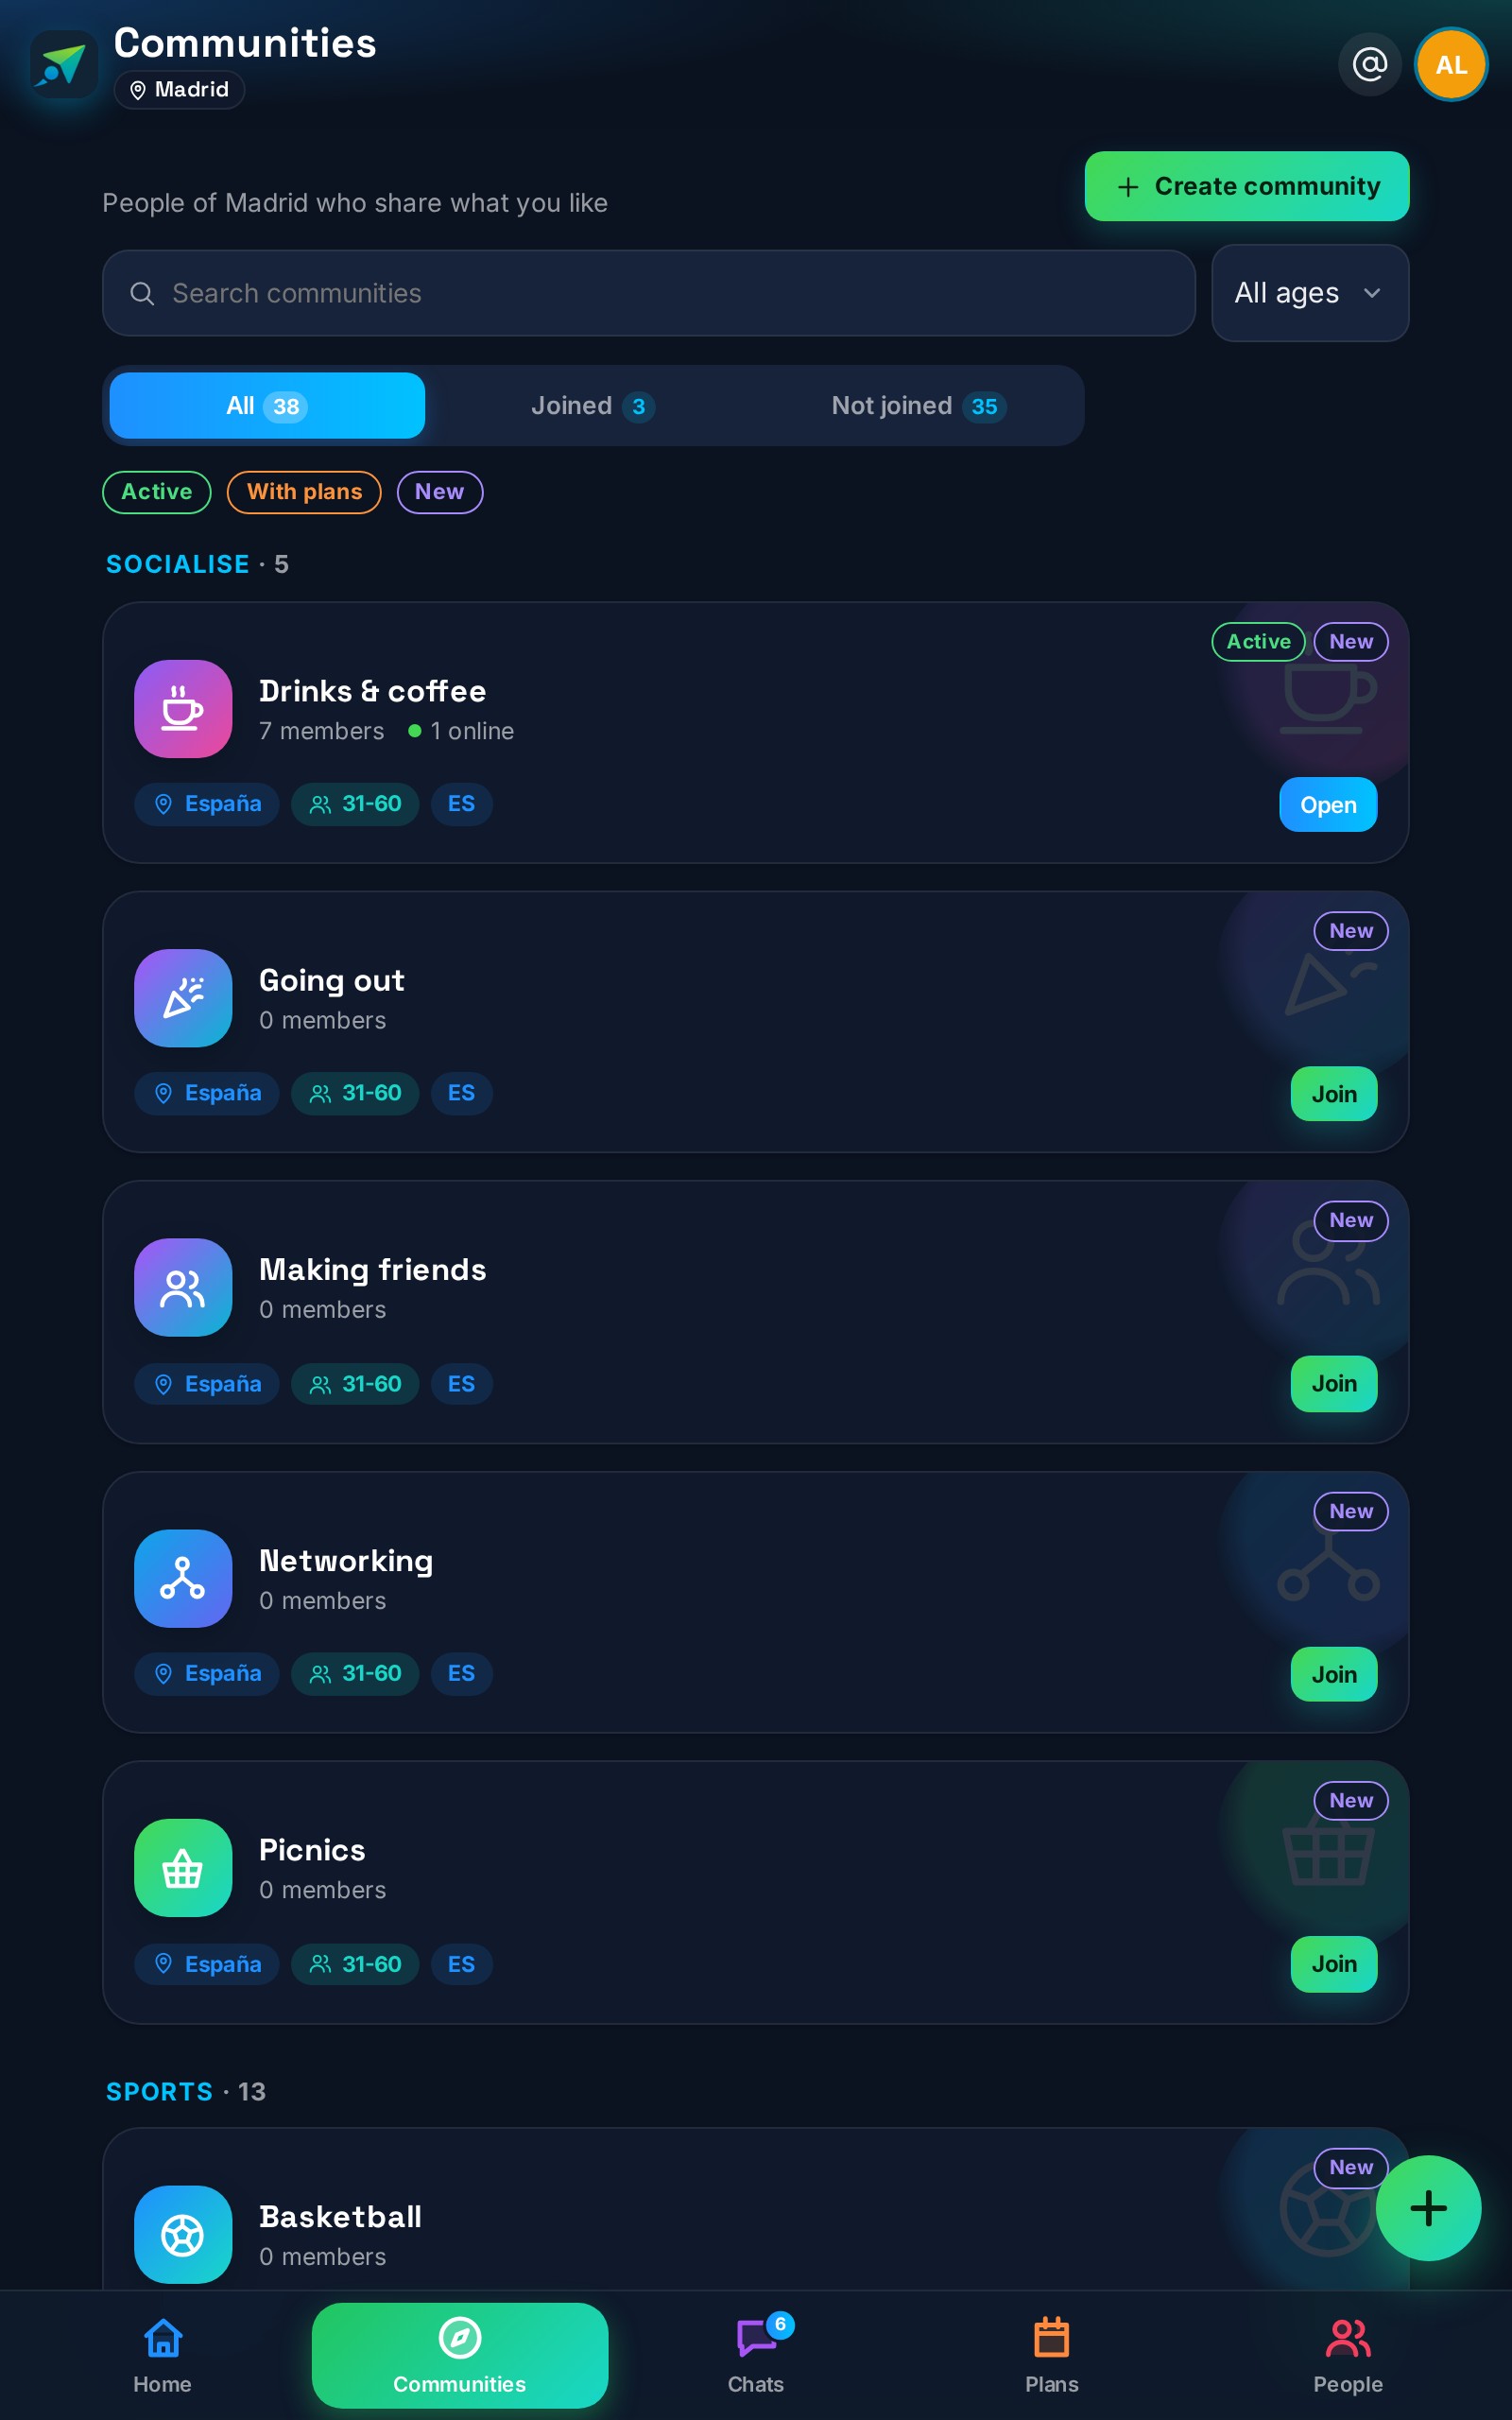 Communities
Madrid
AL
People of Madrid who share what you like
Create community
Search communities
All ages
All 38
Joined 3
Not joined 35
Active
With plans
New
SOCIALISE · 5
Active
New
Drinks & coffee
7 members 1 online
España
31-60
ES
Open
New
Going out
0 members
España
31-60
ES
Join
New
Making friends
0 members
España
31-60
ES
Join
New
Networking
0 members
España
31-60
ES
Join
New
Picnics
0 members
España
31-60
ES
Join
SPORTS · 13
New
Basketball
0 members
6
Home
Communities
Chats
Plans
People